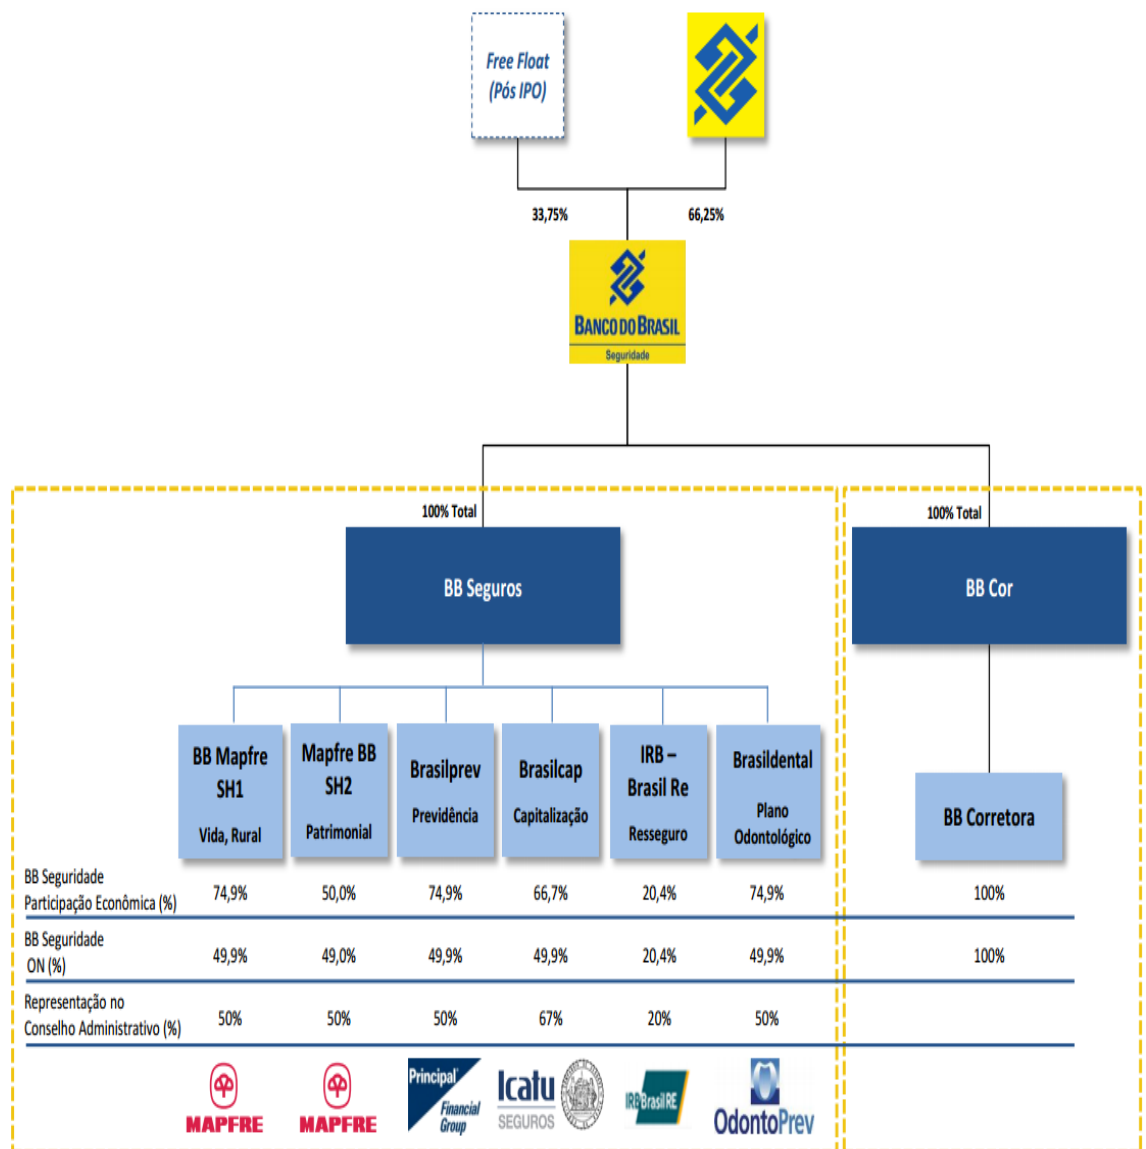 Free Float
(Pós IPO)
33,75%
66,25%
BANCO DO BRASIL
Seguridade
100% Total
100% Total
BB Seguros
BB Cor
BB Mapfre
SH1
Vida, Rural
Mapfre BB
SH2
Patrimonial
Brasilprev
Previdência
Brasilcap
Capitalização
IRB –
Brasil Re
Resseguro
Brasildental
Plano
Odontológico
BB Corretora
BB Seguridade
Participação Econômica (%)
74,9% 50,0% 74,9% 66,7% 20,4% 74,9% 100%
BB Seguridade
ON (%)
49,9% 49,0% 49,9% 49,9% 20,4% 49,9% 100%
Representação no
Conselho Administrativo (%)
50% 50% 50% 67% 20% 50%
MAPFRE
MAPFRE
Principal
Financial
Group
Icatu
SEGUROS
IRBBrasilRE
OdontoPrev